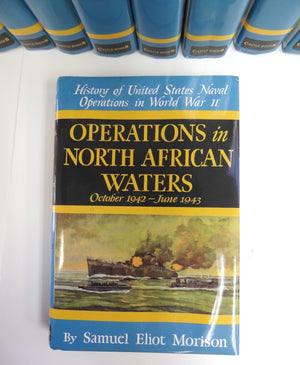 History of United States Naval
Operations in World War II
OPERATIONS in
NORTH AFRICAN
WATERS
October 1942-June 1943
By Samuel Eliot Morison